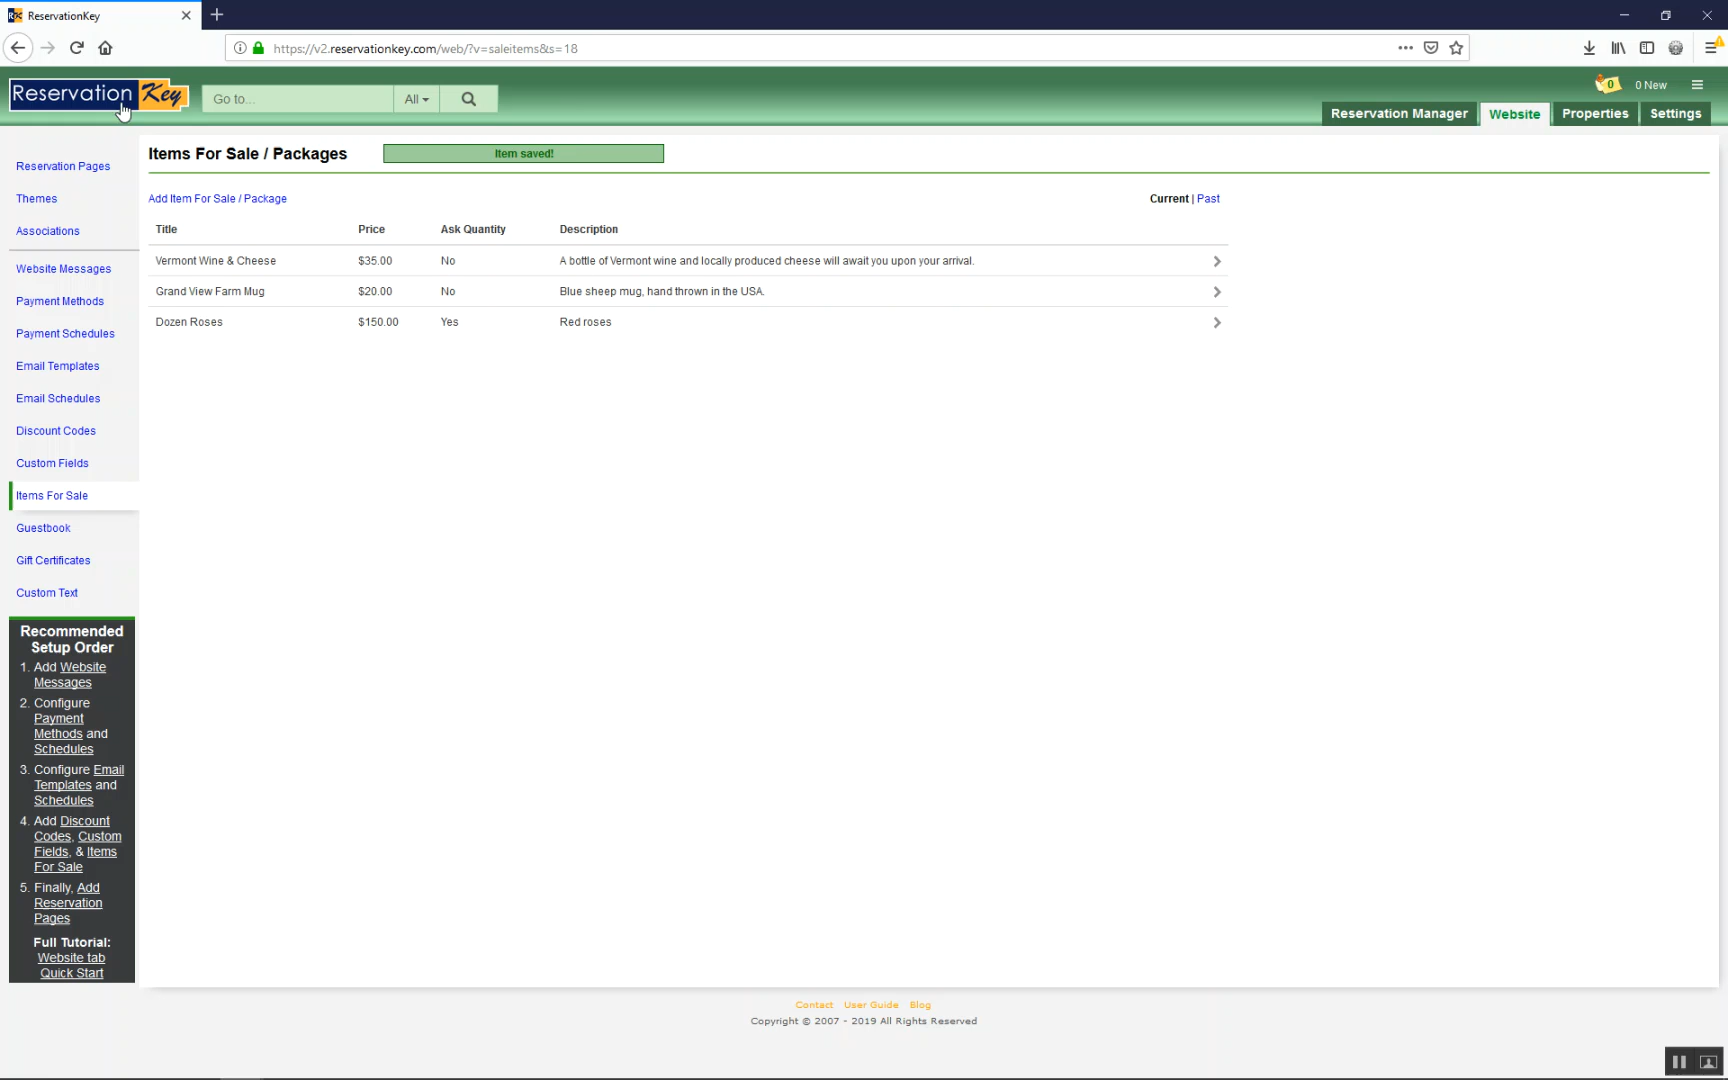 ReservationKey
https://v2.reservationkey.com/web/?v=saleitems&s=18
Reservation Key
Go to...
All
0
0 New
Reservation Manager
Website
Properties
Settings
Reservation Pages
Themes
Associations
Website Messages
Payment Methods
Payment Schedules
Email Templates
Email Schedules
Discount Codes
Custom Fields
Items For Sale
Guestbook
Gift Certificates
Custom Text
Recommended
Setup Order
1. Add Website
Messages
2. Configure
Payment
Methods and
Schedules
3. Configure Email
Templates and
Schedules
4. Add Discount
Codes, Custom
Fields, & Items
For Sale
5. Finally, Add
Reservation
Pages
Full Tutorial:
Website tab
Quick Start
Items For Sale / Packages
Item saved!
Add Item For Sale / Package
Current | Past
Title Price Ask Quantity Description
Vermont Wine & Cheese $35.00 No A bottle of Vermont wine and locally produced cheese will await you upon your arrival.
Grand View Farm Mug $20.00 No Blue sheep mug, hand thrown in the USA.
Dozen Roses $150.00 Yes Red roses
Contact User Guide Blog
Copyright © 2007 - 2019 All Rights Reserved